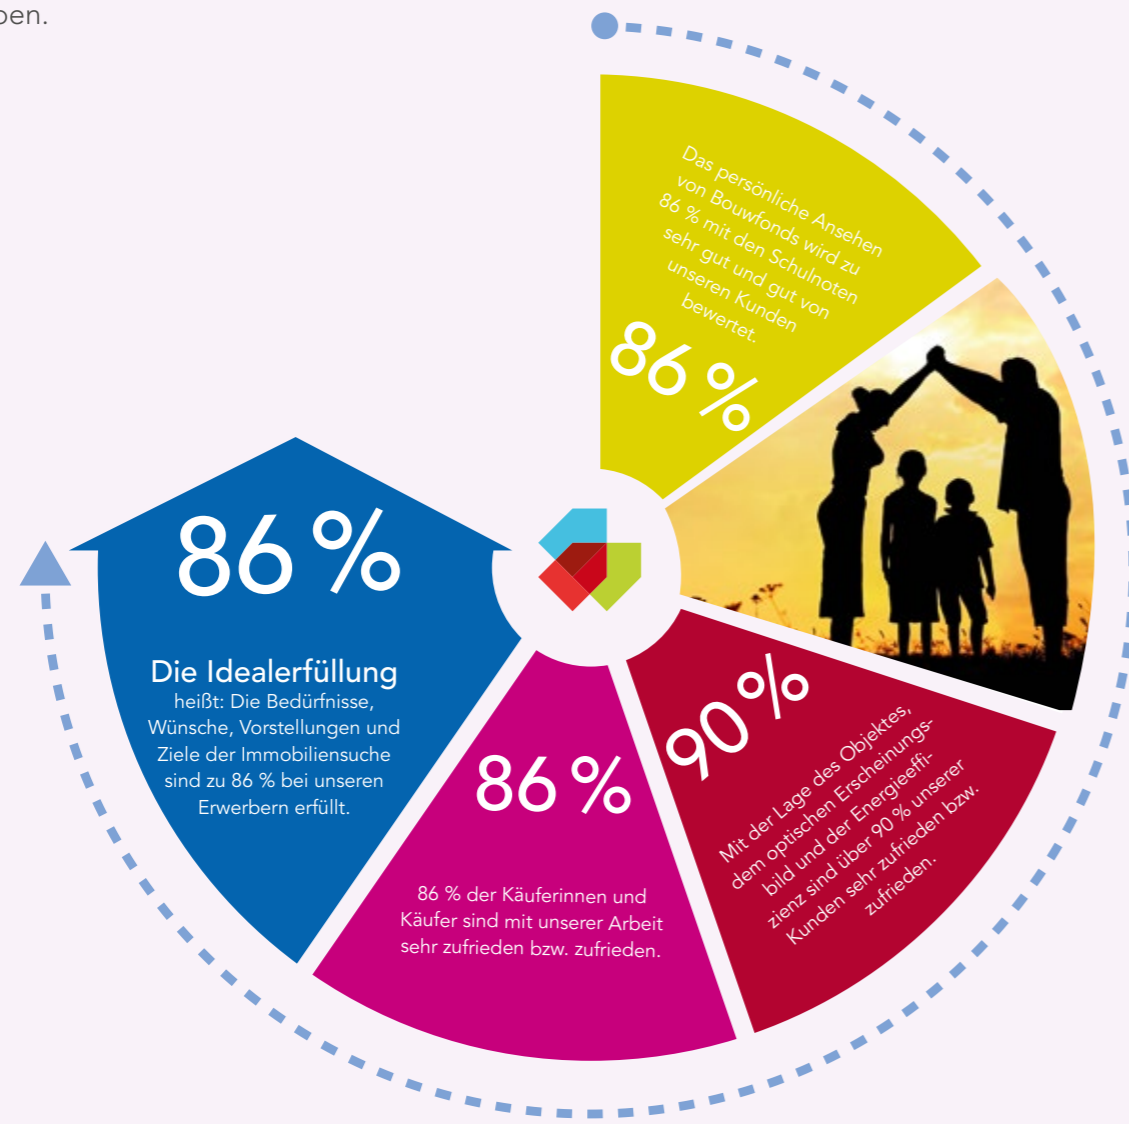 ben.
Das persönliche Ansehen
von Bouwfonds wird zu
86 % mit den Schulnoten
sehr gut und gut von
unseren Kunden
bewertet.
86 %
90 %
Mit der Lage des Objektes,
dem optischen Erscheinungs-
bild und der Energieeffi-
zienz sind über 90 % unserer
Kunden sehr zufrieden bzw.
zufrieden.
86 %
86 % der Käuferinnen und
Käufer sind mit unserer Arbeit
sehr zufrieden bzw. zufrieden.
86 %
Die Idealerfüllung
heißt: Die Bedürfnisse,
Wünsche, Vorstellungen und
Ziele der Immobiliensuche
sind zu 86 % bei unseren
Erwerbern erfüllt.